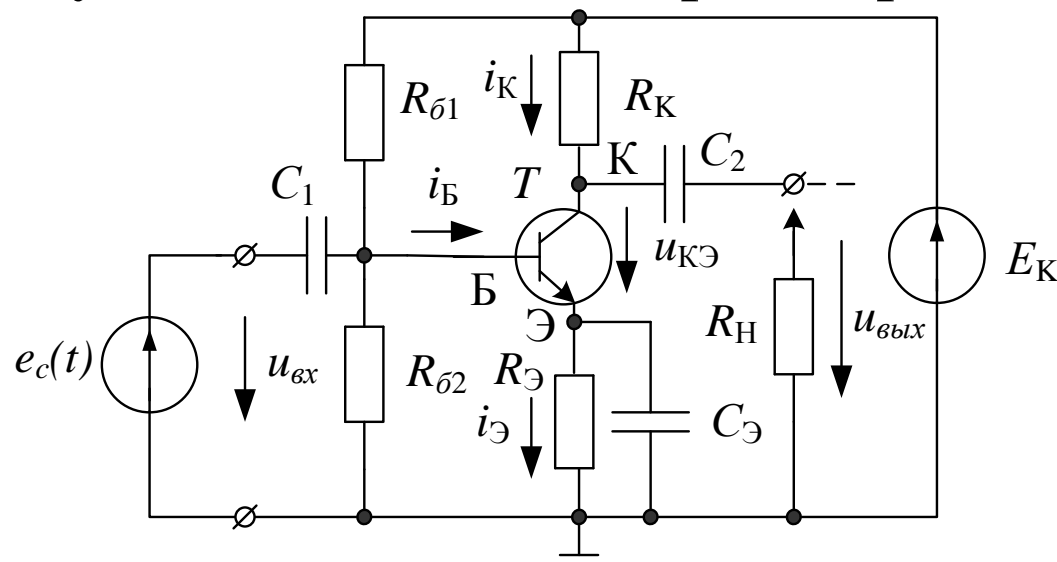 R_б1
i_К
R_К
К
C_2
C_1
i_Б
T
u_КЭ
E_К
Б
Э
R_Н
u_вых
e_c(t)
u_вх
R_б2
R_Э
i_Э
C_Э